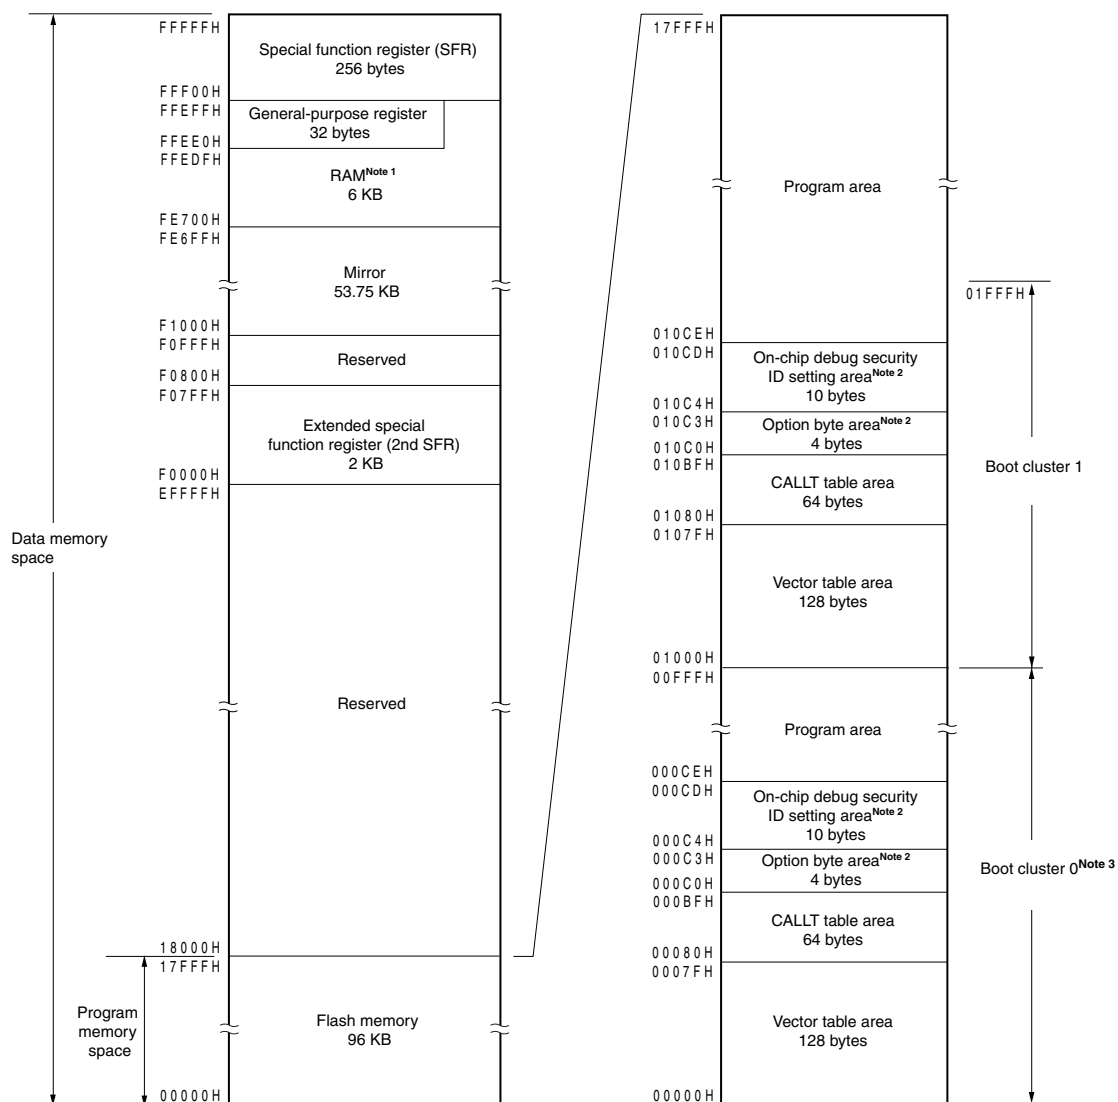 FFFFFH
Special function register (SFR)
256 bytes
FFF00H
FFEFFH
General-purpose register
32 bytes
FFEE0H
FFEDFH
RAMNote 1
6 KB
FE700H
FE6FFH
Mirror
53.75 KB
F1000H
F0FFFH
Reserved
F0800H
F07FFH
Extended special
function register (2nd SFR)
2 KB
F0000H
EFFFFH
Data memory
space
Reserved
18000H
17FFFH
Program
memory
space
Flash memory
96 KB
00000H
17FFFH
Program area
01FFFH
010CEH
010CDH
On-chip debug security
ID setting areaNote 2
10 bytes
010C4H
010C3H
Option byte areaNote 2
4 bytes
010C0H
010BFH
CALLT table area
64 bytes
Boot cluster 1
01080H
0107FH
Vector table area
128 bytes
01000H
00FFFH
Program area
000CEH
000CDH
On-chip debug security
ID setting areaNote 2
10 bytes
000C4H
000C3H
Option byte areaNote 2
4 bytes
Boot cluster 0Note 3
000C0H
000BFH
CALLT table area
64 bytes
00080H
0007FH
Vector table area
128 bytes
00000H